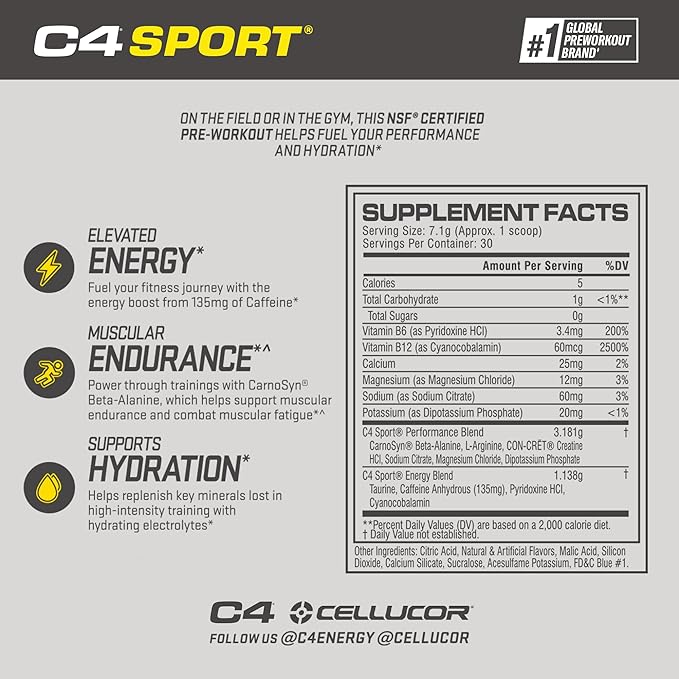 C4® SPORT®
#1 GLOBAL
PREWORKOUT
BRAND¹
ON THE FIELD OR IN THE GYM, THIS NSF® CERTIFIED
PRE-WORKOUT HELPS FUEL YOUR PERFORMANCE
AND HYDRATION*
ELEVATED
ENERGY*
Fuel your fitness journey with the
energy boost from 135mg of Caffeine*
MUSCULAR
ENDURANCE*^
Power through trainings with CarnoSyn®
Beta-Alanine, which helps support muscular
endurance and combat muscular fatigue*^
SUPPORTS
HYDRATION*
Helps replenish key minerals lost in
high-intensity training with
hydrating electrolytes*
SUPPLEMENT FACTS
Serving Size: 7.1g (Approx. 1 scoop)
Servings Per Container: 30
Amount Per Serving %DV
Calories 5
Total Carbohydrate 1g <1%**
Total Sugars 0g
Vitamin B6 (as Pyridoxine HCl) 3.4mg 200%
Vitamin B12 (as Cyanocobalamin) 60mcg 2500%
Calcium 25mg 2%
Magnesium (as Magnesium Chloride) 12mg 3%
Sodium (as Sodium Citrate) 60mg 3%
Potassium (as Dipotassium Phosphate) 20mg <1%
C4 Sport® Performance Blend 3.181g †
CarnoSyn® Beta-Alanine, L-Arginine, CON-CRĒT® Creatine
HCl, Sodium Citrate, Magnesium Chloride, Dipotassium Phosphate
C4 Sport® Energy Blend 1.138g †
Taurine, Caffeine Anhydrous (135mg), Pyridoxine HCl,
Cyanocobalamin
**Percent Daily Values (DV) are based on a 2,000 calorie diet.
† Daily Value not established.
Other Ingredients: Citric Acid, Natural & Artificial Flavors, Malic Acid, Silicon
Dioxide, Calcium Silicate, Sucralose, Acesulfame Potassium, FD&C Blue #1.
C4® CELLUCOR®
FOLLOW US @C4ENERGY @CELLUCOR